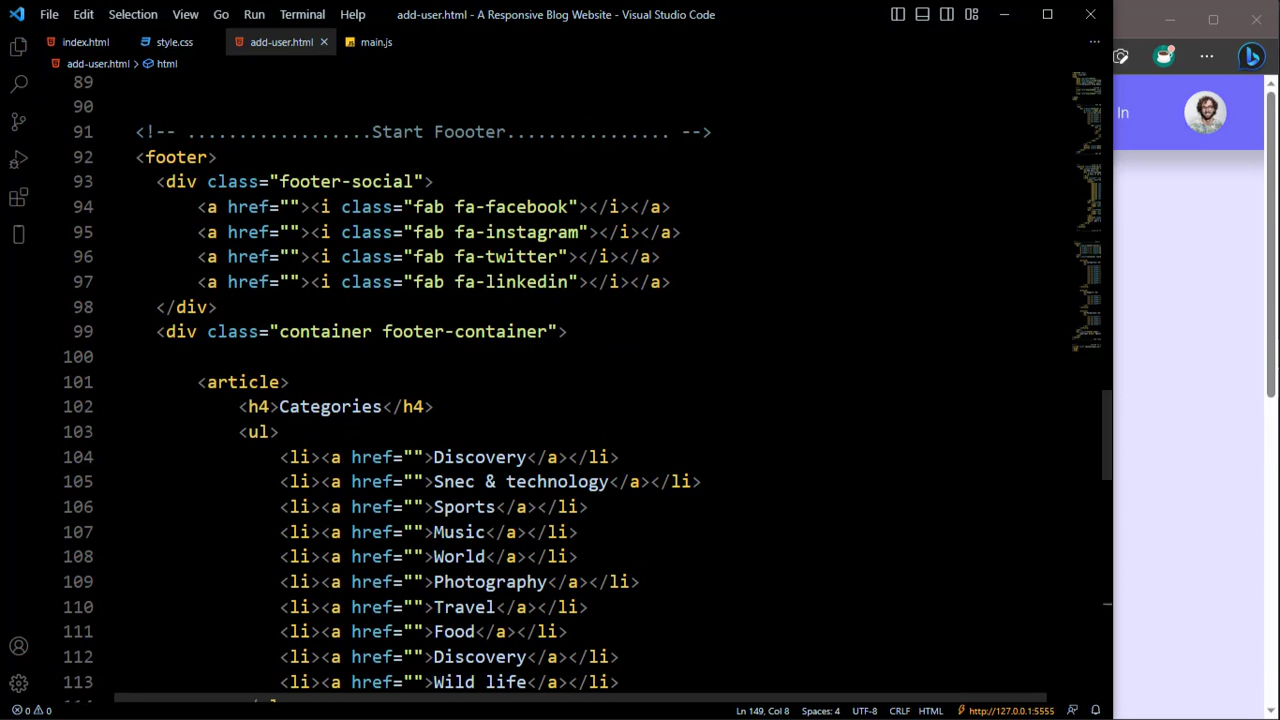 File Edit Selection View Go Run Terminal Help add-user.html - A Responsive Blog Website - Visual Studio Code
index.html style.css add-user.html main.js
add-user.html > html
89
90
91 <!-- ..................Start Foooter................ -->
92 <footer>
93 <div class="footer-social">
94 <a href=""><i class="fab fa-facebook"></i></a>
95 <a href=""><i class="fab fa-instagram"></i></a>
96 <a href=""><i class="fab fa-twitter"></i></a>
97 <a href=""><i class="fab fa-linkedin"></i></a>
98 </div>
99 <div class="container footer-container">
100
101 <article>
102 <h4>Categories</h4>
103 <ul>
104 <li><a href="">Discovery</a></li>
105 <li><a href="">Snec & technology</a></li>
106 <li><a href="">Sports</a></li>
107 <li><a href="">Music</a></li>
108 <li><a href="">World</a></li>
109 <li><a href="">Photography</a></li>
110 <li><a href="">Travel</a></li>
111 <li><a href="">Food</a></li>
112 <li><a href="">Discovery</a></li>
113 <li><a href="">Wild life</a></li>
In
0 0 Ln 149, Col 8 Spaces: 4 UTF-8 CRLF HTML http://127.0.0.1:5555